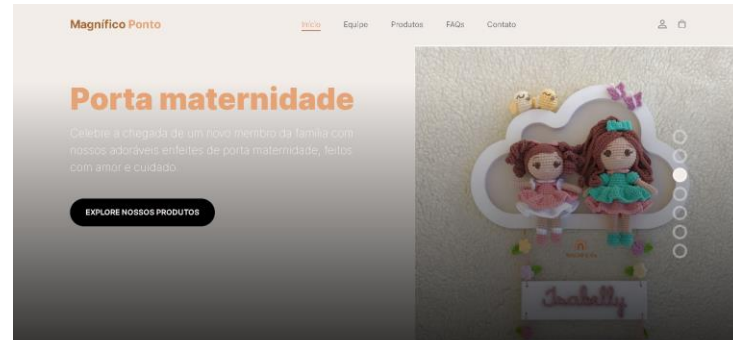 Magnífico Ponto
Início
Equipe
Produtos
FAQs
Contato
Porta maternidade
Celebre a chegada de um novo membro da família com
nossos adoráveis enfeites de porta maternidade, feitos
com amor e cuidado.
EXPLORE NOSSOS PRODUTOS
Isabelly